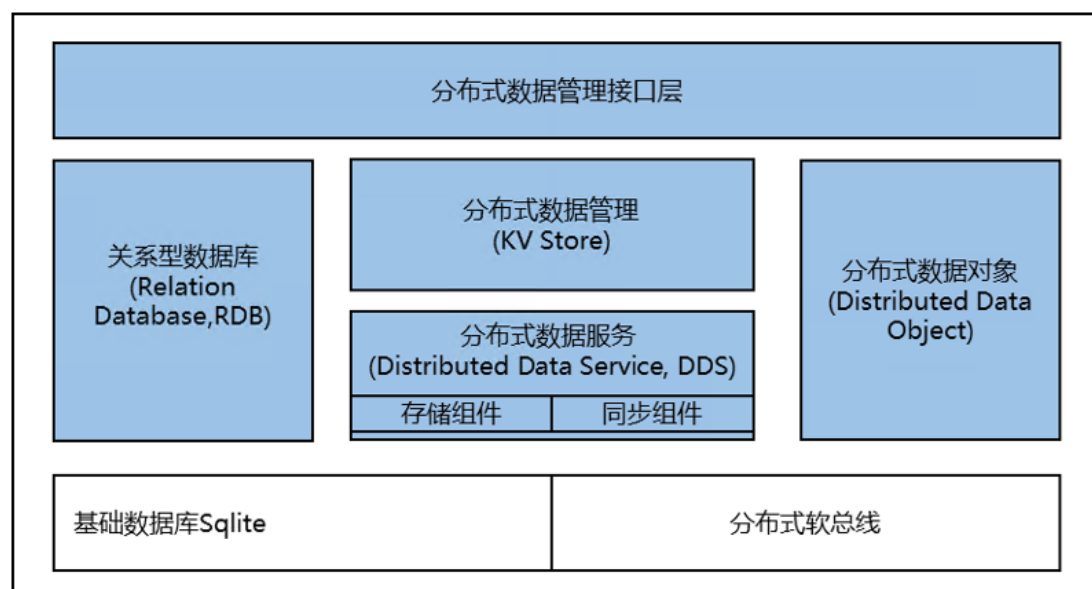 分布式数据管理接口层
关系型数据库
(Relation
Database,RDB)
分布式数据管理
(KV Store)
分布式数据服务
(Distributed Data Service, DDS)
存储组件
同步组件
分布式数据对象
(Distributed Data
Object)
基础数据库Sqlite
分布式软总线